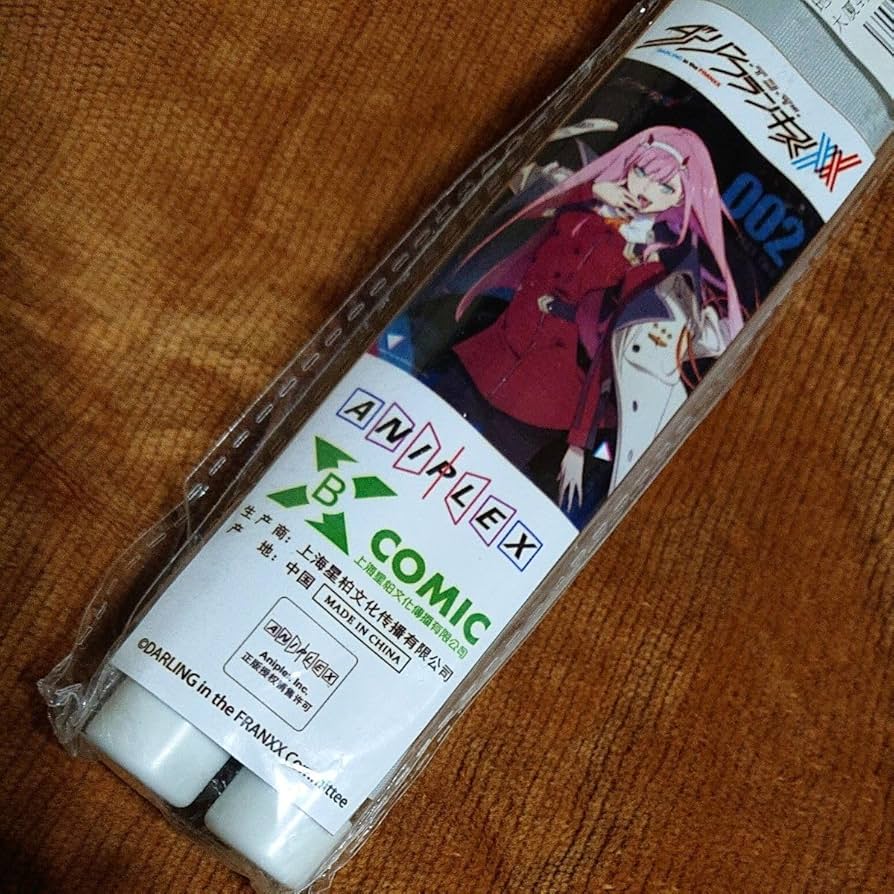 ダーリン・イン・ザ・フランキス
DARLING in the FRANXX
002
ANIPLEX
B
COMIC
上海星柏文化傳播有限公司
生产商: 上海星柏文化传播有限公司
产地: 中国 MADE IN CHINA
ANIPLEX
Aniplex Inc.
正版授权销售许可
©DARLING in the FRANXX Committee